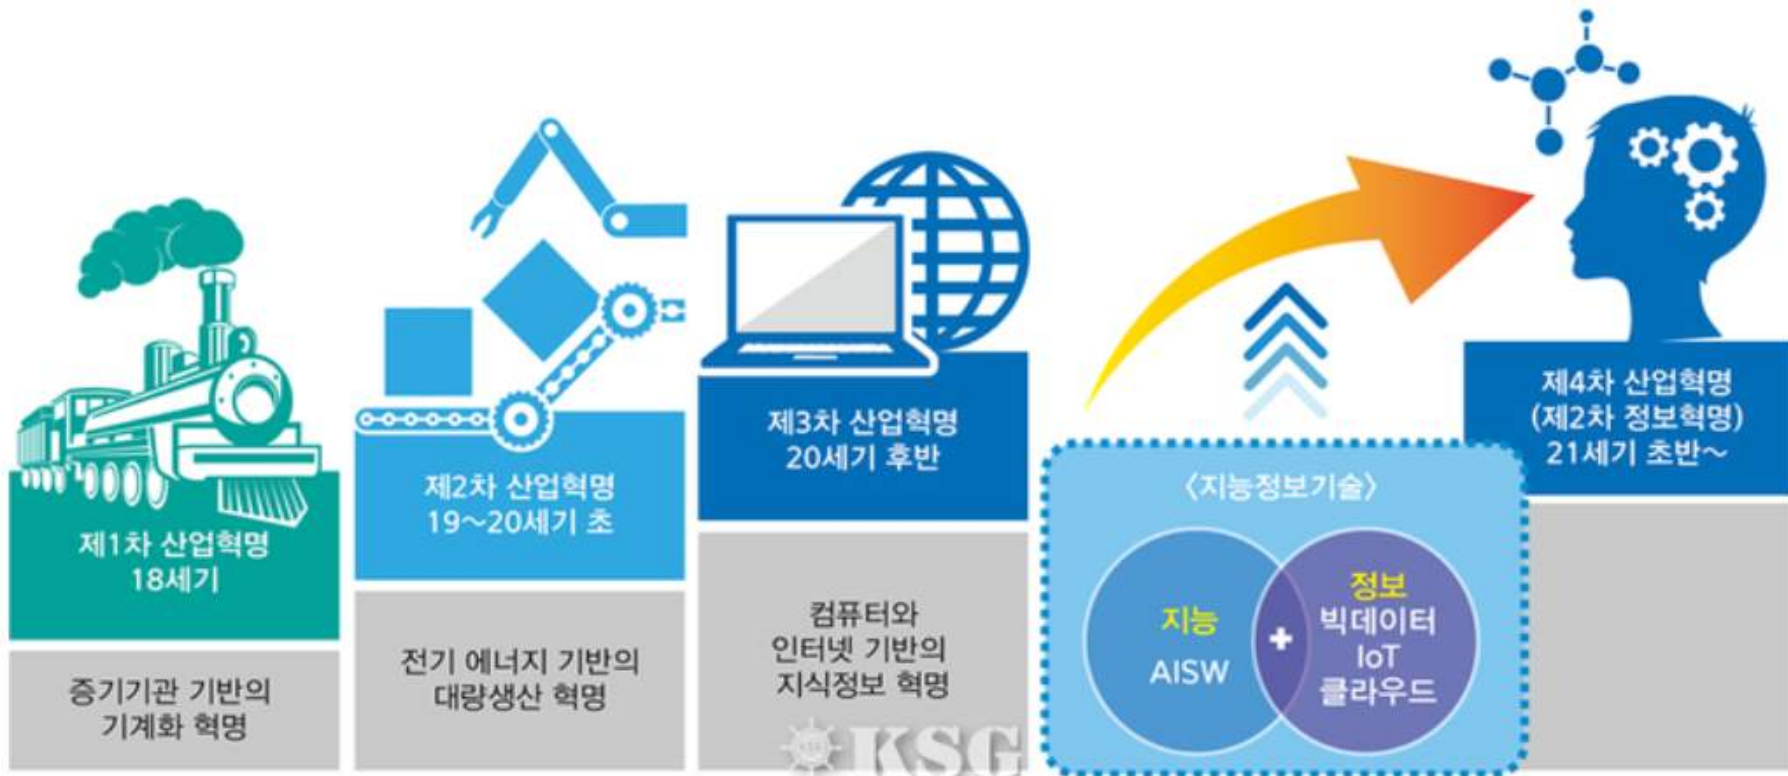 제1차 산업혁명
18세기
증기기관 기반의
기계화 혁명
제2차 산업혁명
19~20세기 초
전기 에너지 기반의
대량생산 혁명
제3차 산업혁명
20세기 후반
컴퓨터와
인터넷 기반의
지식정보 혁명
<지능정보기술>
지능
AISW
+
정보
빅데이터
IoT
클라우드
제4차 산업혁명
(제2차 정보혁명)
21세기 초반~
KSG